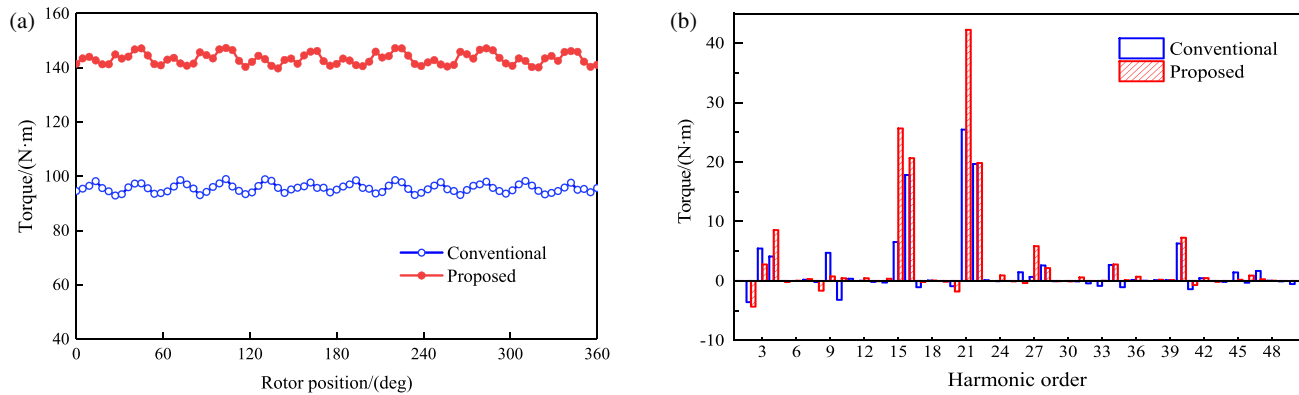 (a)
160
140
120
100
80
60
40
Torque/(N·m)
0 60 120 180 240 300 360
Rotor position/(deg)
Conventional
Proposed
(b)
40
30
20
10
0
-10
Torque/(N·m)
3 6 9 12 15 18 21 24 27 30 33 36 39 42 45 48
Harmonic order
Conventional
Proposed